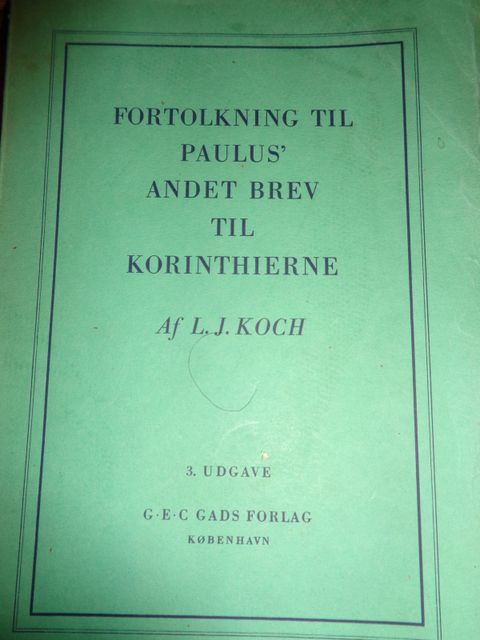 FORTOLKNING TIL
PAULUS'
ANDET BREV
TIL
KORINTHIERNE
Af L. J. KOCH
3. UDGAVE
G·E·C GADS FORLAG
KØBENHAVN